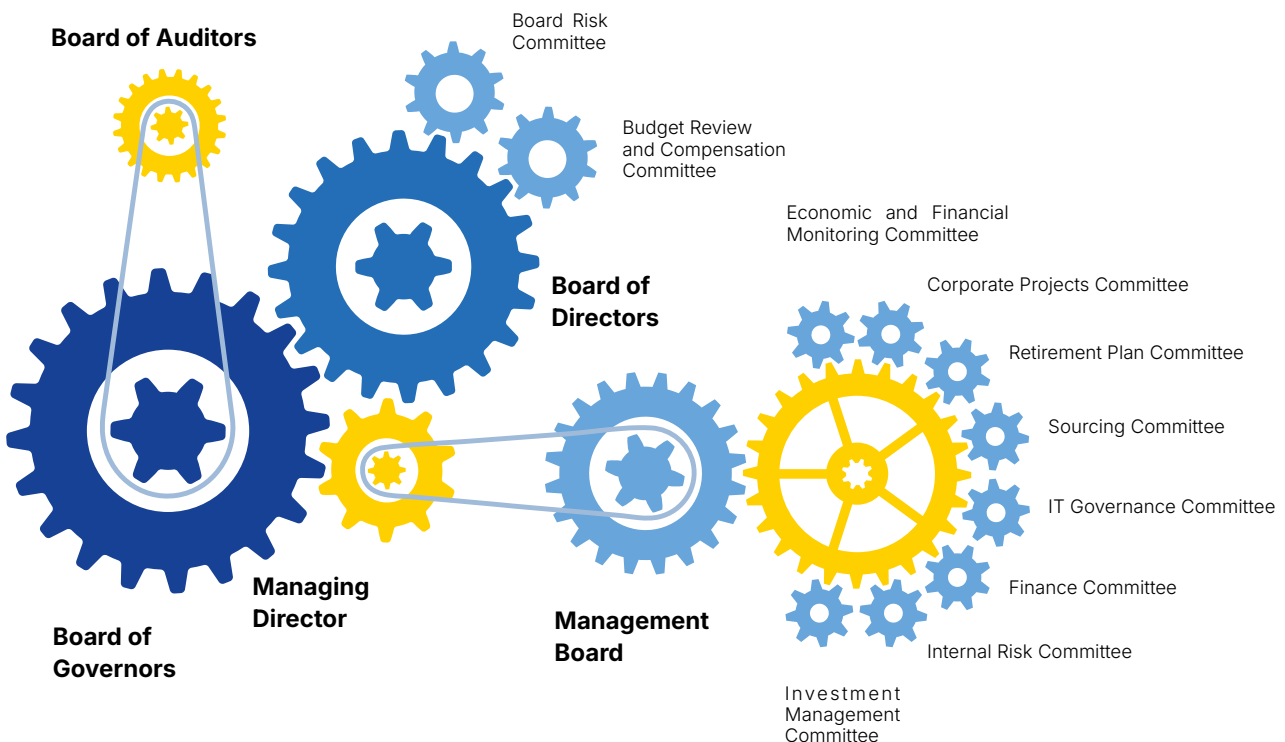 Board of Auditors
Board Risk
Committee
Budget Review
and Compensation
Committee
Economic and Financial
Monitoring Committee
Corporate Projects Committee
Board of
Directors
Retirement Plan Committee
Sourcing Committee
IT Governance Committee
Managing
Director
Finance Committee
Board of
Governors
Management
Board
Internal Risk Committee
Investment
Management
Committee